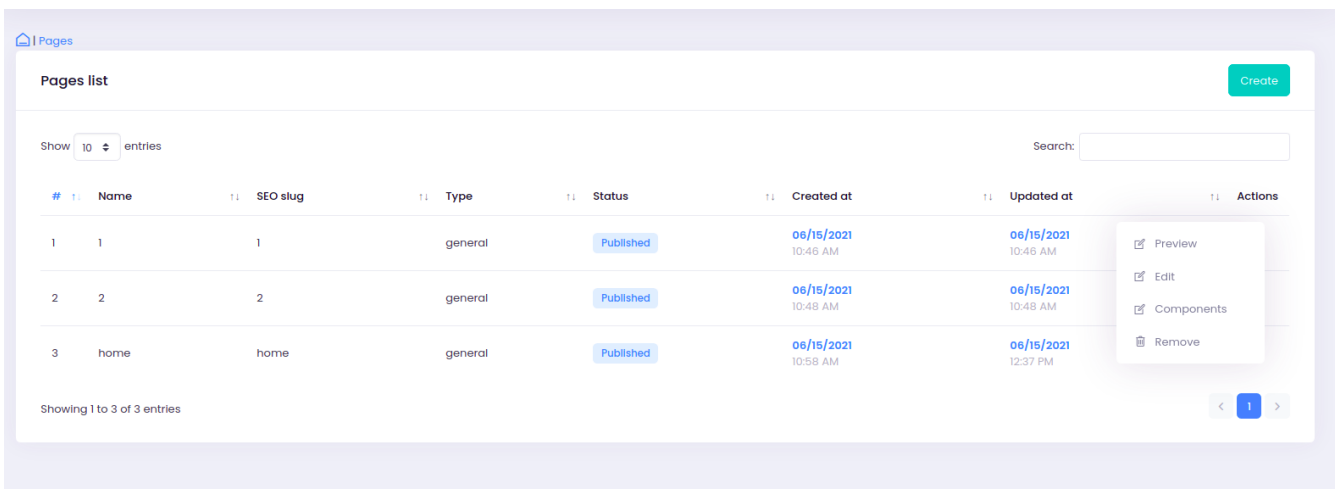 | Pages
Pages list
Create
Show 10 entries
Search:
# Name SEO slug Type Status Created at Updated at Actions
1 1 1 general Published 06/15/2021 06/15/2021
10:46 AM 10:46 AM
Preview
Edit
2 2 2 general Published 06/15/2021 06/15/2021
10:48 AM 10:48 AM
Components
Remove
3 home home general Published 06/15/2021 06/15/2021
10:58 AM 12:37 PM
Showing 1 to 3 of 3 entries
< 1 >